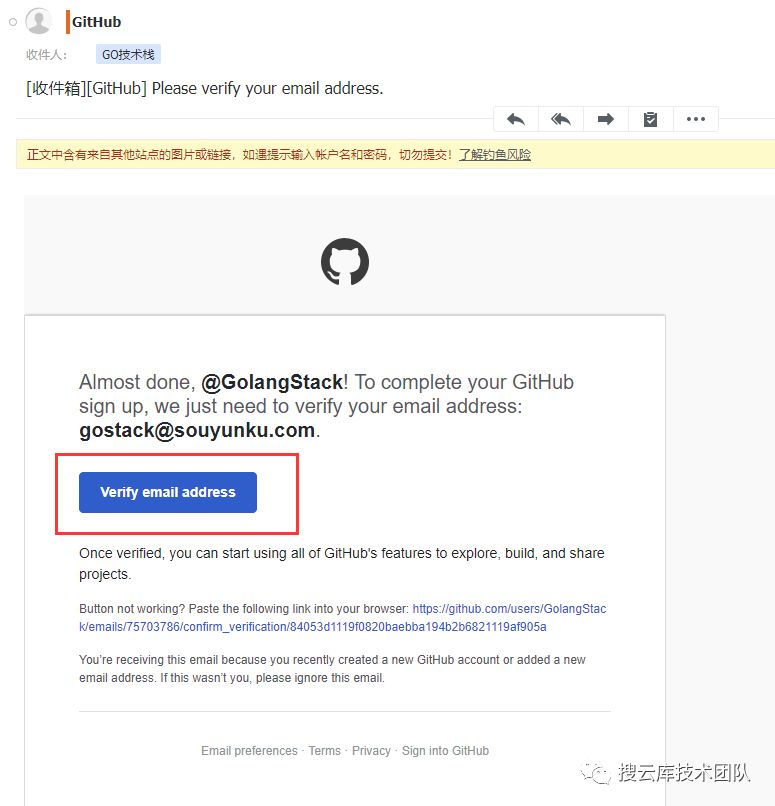 GitHub
收件人： GO技术栈
[收件箱][GitHub] Please verify your email address.
正文中含有来自其他站点的图片或链接，如遇提示输入帐户名和密码，切勿提交！了解钓鱼风险
Almost done, @GolangStack! To complete your GitHub
sign up, we just need to verify your email address:
gostack@souyunku.com.
Verify email address
Once verified, you can start using all of GitHub's features to explore, build, and share
projects.
Button not working? Paste the following link into your browser: https://github.com/users/GolangStac
k/emails/75703786/confirm_verification/84053d1119f0820baebba194b2b6821119af905a
You’re receiving this email because you recently created a new GitHub account or added a new
email address. If this wasn’t you, please ignore this email.
Email preferences · Terms · Privacy · Sign into GitHub
搜云库技术团队